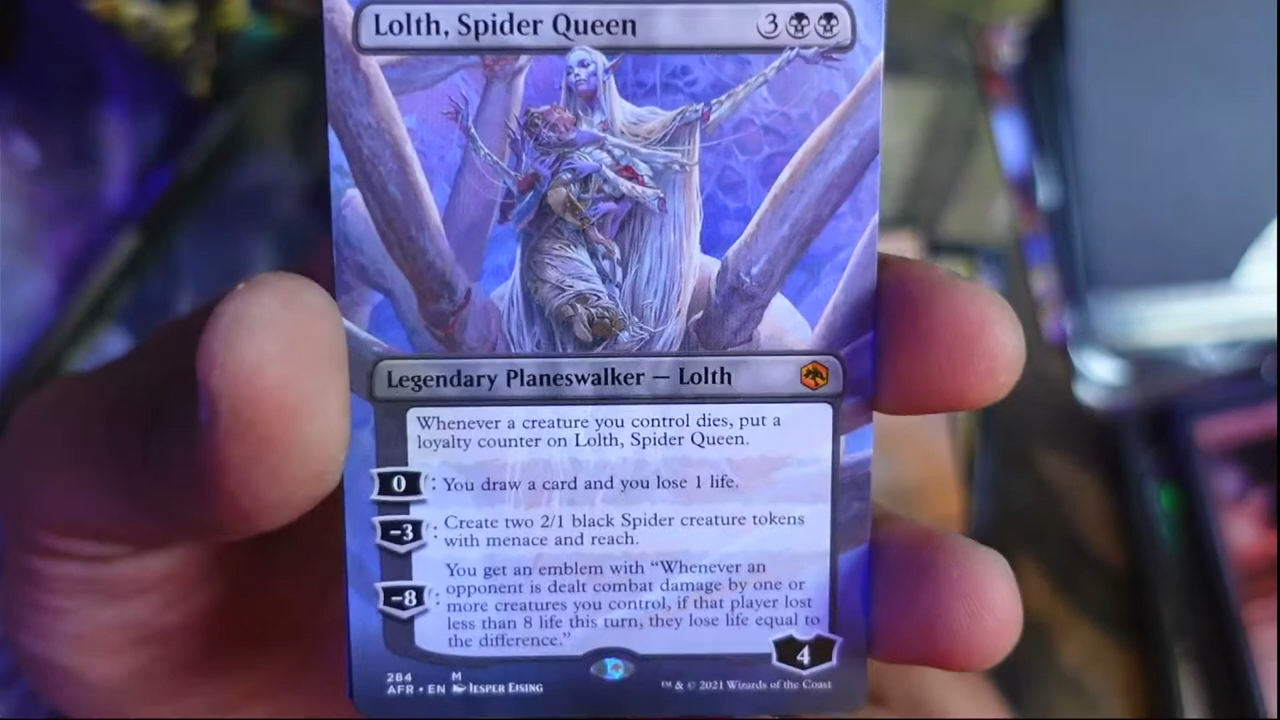 Lolth, Spider Queen 3
Legendary Planeswalker — Lolth
Whenever a creature you control dies, put a
loyalty counter on Lolth, Spider Queen.
0 : You draw a card and you lose 1 life.
-3 : Create two 2/1 black Spider creature tokens
with menace and reach.
You get an emblem with “Whenever an
opponent is dealt combat damage by one or
-8 : more creatures you control, if that player lost
less than 8 life this turn, they lose life equal to
the difference.”
4
284 M
AFR • EN Jesper Ejsing
™ & © 2021 Wizards of the Coast